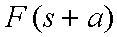 F (s + a)